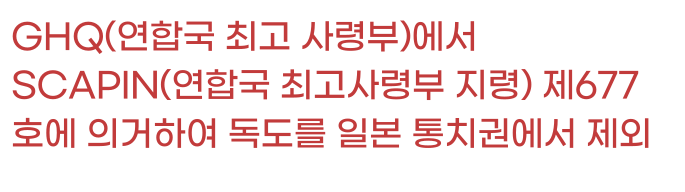 GHQ(연합국 최고 사령부)에서
SCAPIN(연합국 최고사령부 지령) 제677
호에 의거하여 독도를 일본 통치권에서 제외